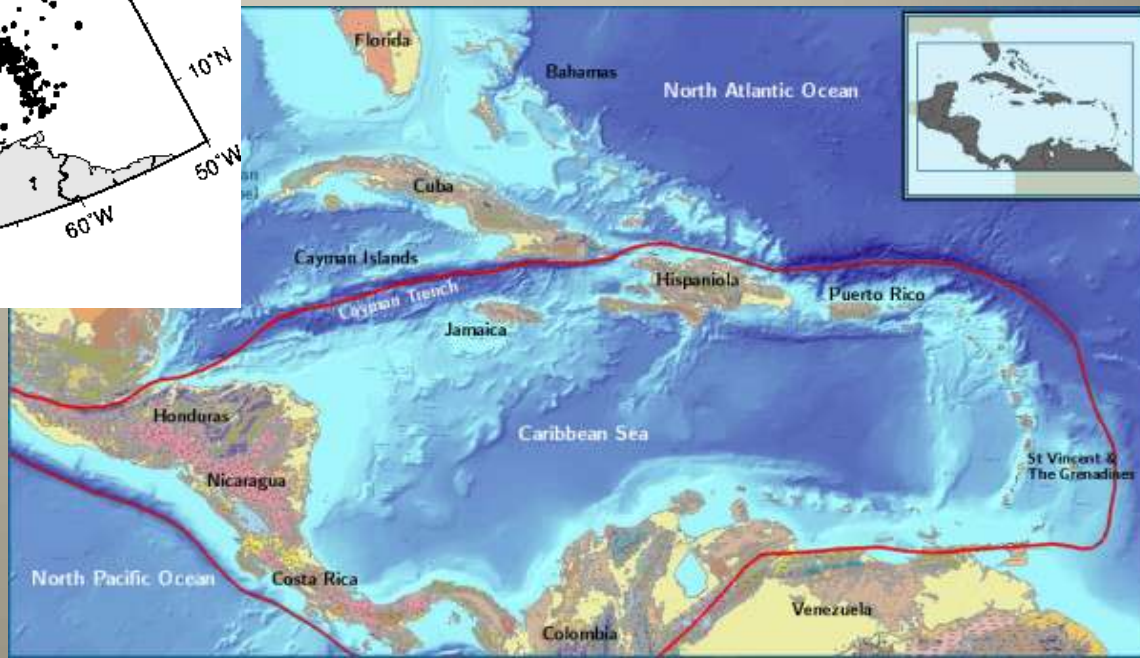 10°N
50°W
60°W
Florida
Bahamas
North Atlantic Ocean
Cuba
Cayman Islands
Cayman Trench
Hispaniola
Puerto Rico
Jamaica
Honduras
Caribbean Sea
St Vincent &
The Grenadines
Nicaragua
North Pacific Ocean
Costa Rica
Venezuela
Colombia